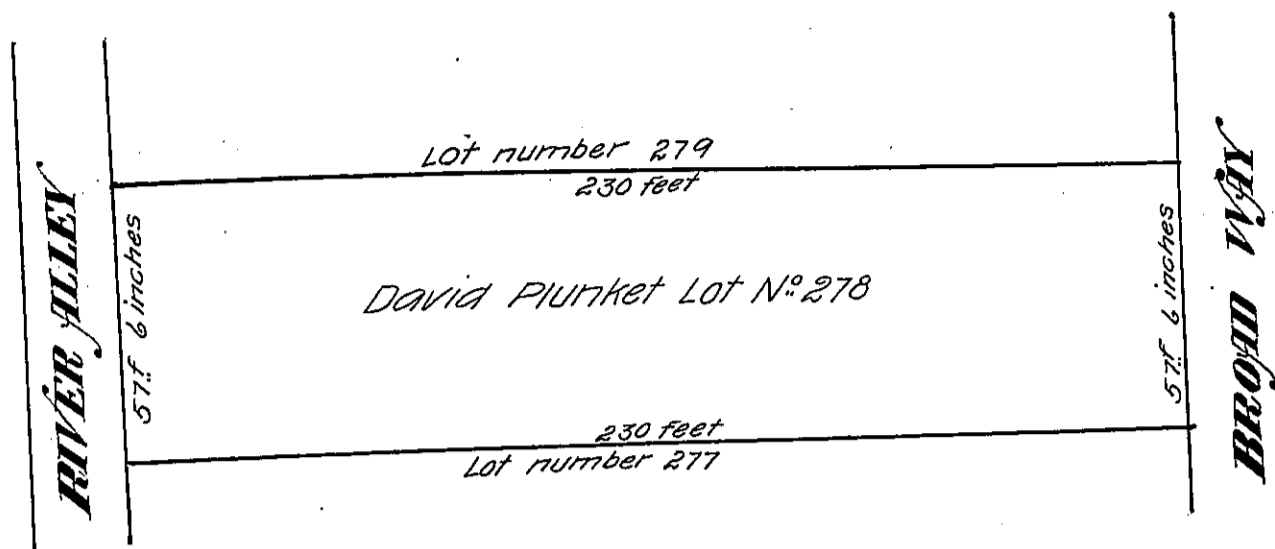 Lot number 279
230 feet
RIVER ALLEY
57.f 6 inches
David Plunket Lot Nº 278
57.f 6 inches
BROAD WAY
230 feet
Lot number 277